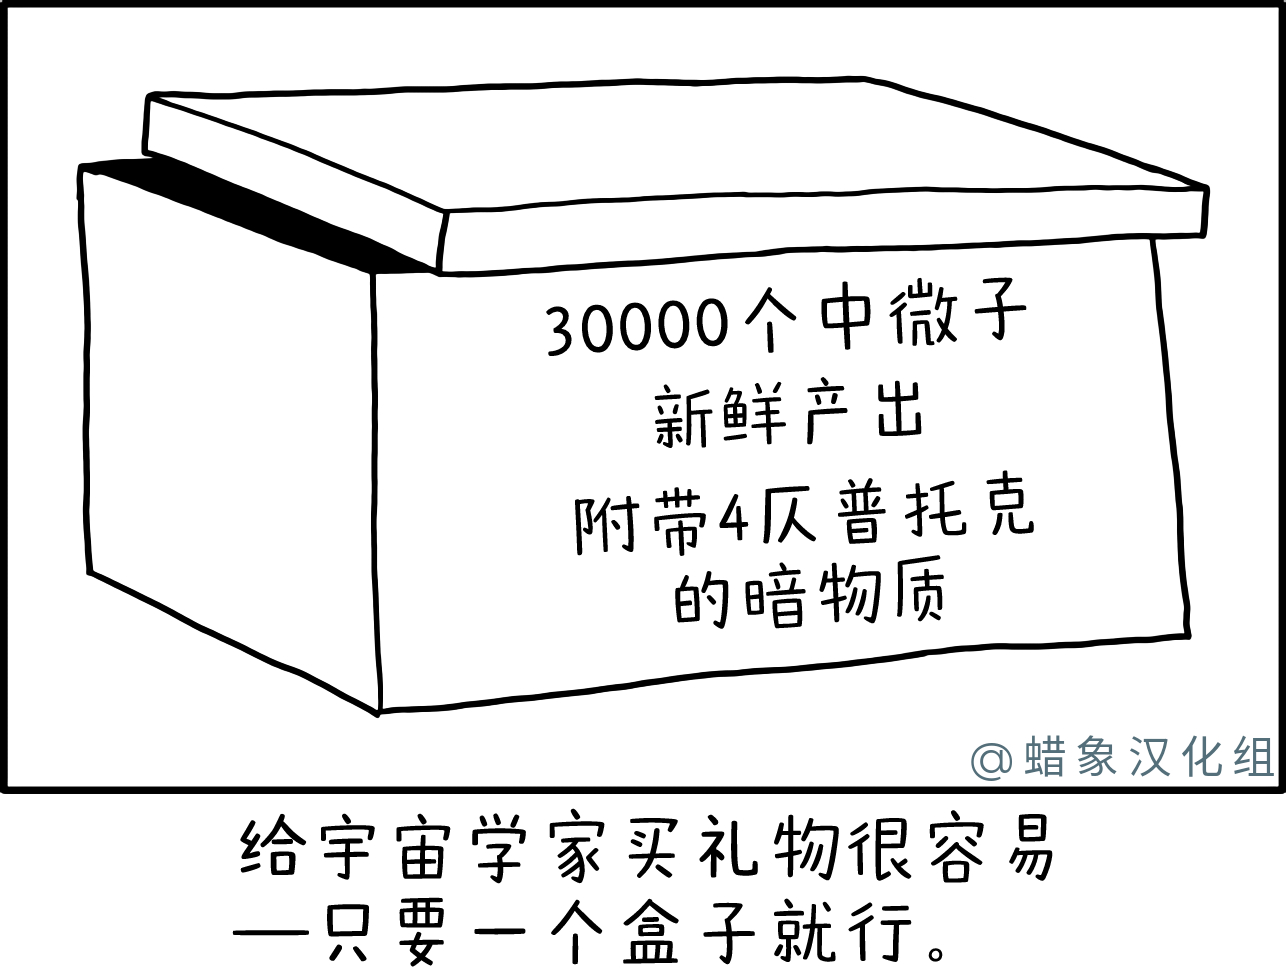 30000个中微子
新鲜产出
附带4仄普托克
的暗物质
@蜡象汉化组
给宇宙学家买礼物很容易
—只要一个盒子就行。